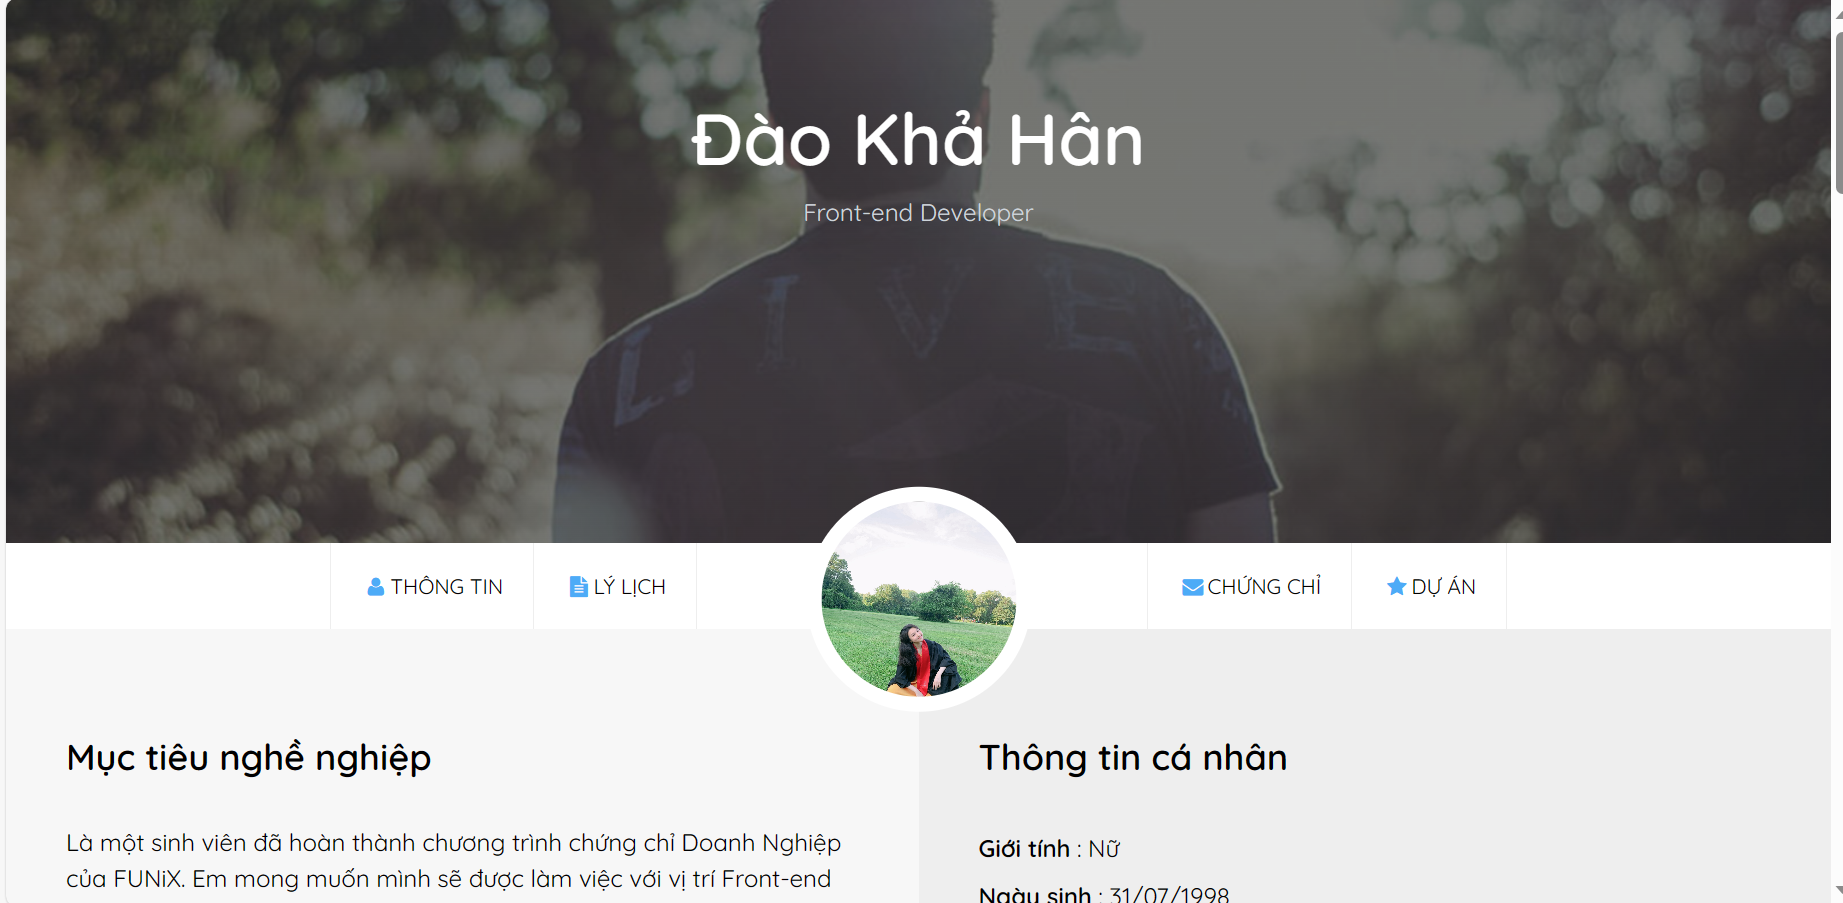 Đào Khả Hân
Front-end Developer
LIVE
THÔNG TIN
LÝ LỊCH
CHỨNG CHỈ
DỰ ÁN
Mục tiêu nghề nghiệp
Là một sinh viên đã hoàn thành chương trình chứng chỉ Doanh Nghiệp
của FUNiX. Em mong muốn mình sẽ được làm việc với vị trí Front-end
Thông tin cá nhân
Giới tính : Nữ
Ngày sinh : 31/07/1998